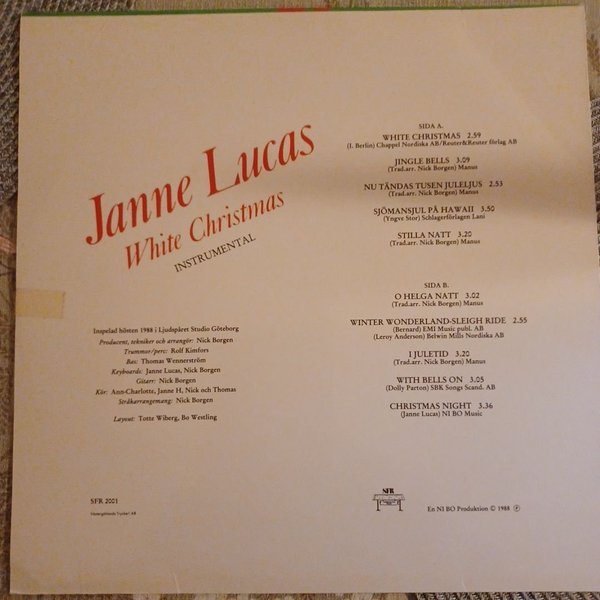 Janne Lucas
White Christmas
INSTRUMENTAL
Inspelad hösten 1988 i Ljudspåret Studio Göteborg
Producent, tekniker och arrangör: Nick Borgen
Trummor/perc: Rolf Kimfors
Bas: Thomas Wennerström
Keyboards: Janne Lucas, Nick Borgen
Gitarr: Nick Borgen
Kör: Ann-Charlotte, Janne H, Nick och Thomas
Stråkarrangemang: Nick Borgen
Layout: Totte Wiberg, Bo Westling
SFR 2001
Västergötlands Tryckeri AB
SIDA A.
WHITE CHRISTMAS 2.59
(I. Berlin) Chappel Nordiska AB/Reuter&Reuter förlag AB
JINGLE BELLS 3.09
(Trad.arr. Nick Borgen) Manus
NU TÄNDAS TUSEN JULELJUS 2.53
(Trad.arr. Nick Borgen) Manus
SJÖMANSJUL PÅ HAWAII 3.50
(Yngve Stor) Schlagerförlagen Lani
STILLA NATT 3.20
(Trad.arr. Nick Borgen) Manus
SIDA B.
O HELGA NATT 3.02
(Trad.arr. Nick Borgen) Manus
WINTER WONDERLAND-SLEIGH RIDE 2.55
(Bernard) EMI Music publ. AB
(Leroy Anderson) Belwin Mills Nordiska AB
I JULETID 3.20
(Trad.arr. Nick Borgen) Manus
WITH BELLS ON 3.05
(Dolly Parton) SBK Songs Scand. AB
CHRISTMAS NIGHT 3.36
(Janne Lucas) NI BO Music
SFR
En NI BO Produktion © 1988 ℗